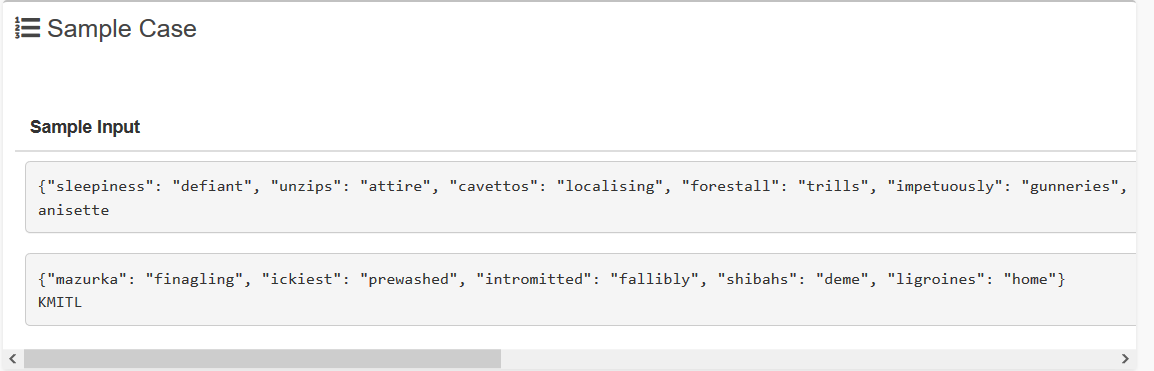 Sample Case
Sample Input
{"sleepiness": "defiant", "unzips": "attire", "cavettos": "localising", "forestall": "trills", "impetuously": "gunneries",
anisette
{"mazurka": "finagling", "ickiest": "prewashed", "intromitted": "fallibly", "shibahs": "deme", "ligroines": "home"}
KMITL